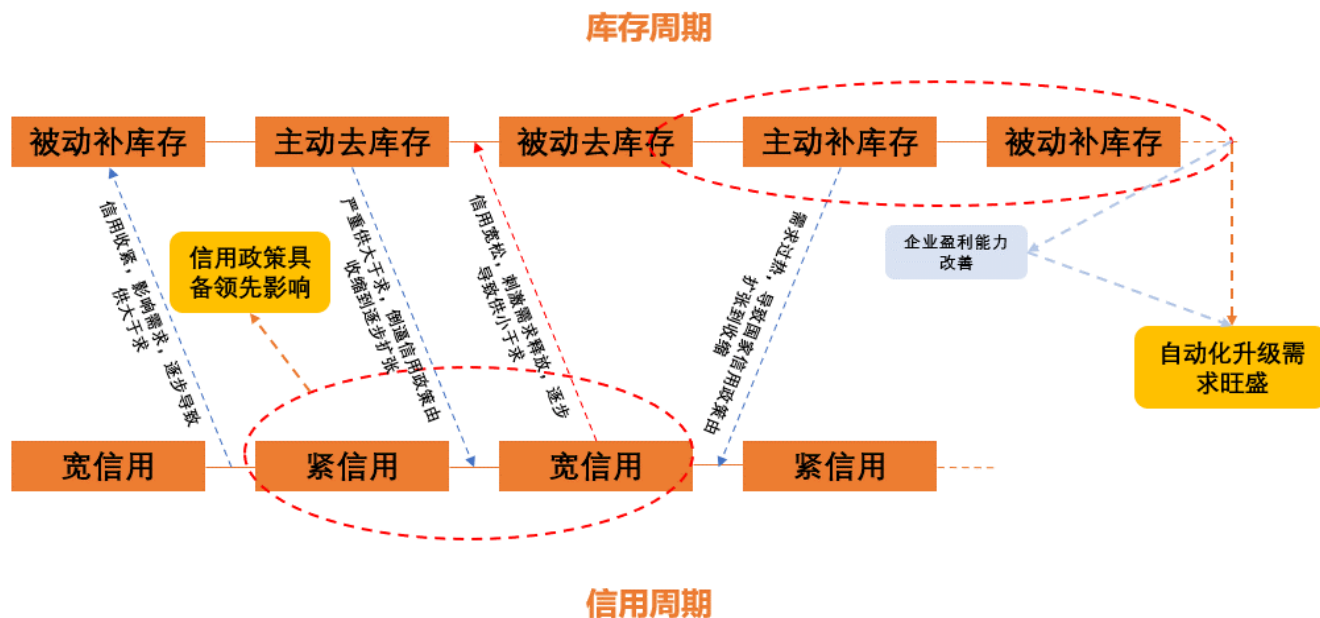 库存周期
被动补库存
主动去库存
被动去库存
主动补库存
被动补库存
信用收紧，影响需求，逐步导致
供大于求
信用政策具
备领先影响
严重供大于求，倒逼信用政策由
收缩到逐步扩张
信用宽松，刺激需求释放，逐步
导致供小于求
需求过热，导致国家信用政策由
扩张到收缩
企业盈利能力
改善
自动化升级需
求旺盛
宽信用
紧信用
宽信用
紧信用
信用周期